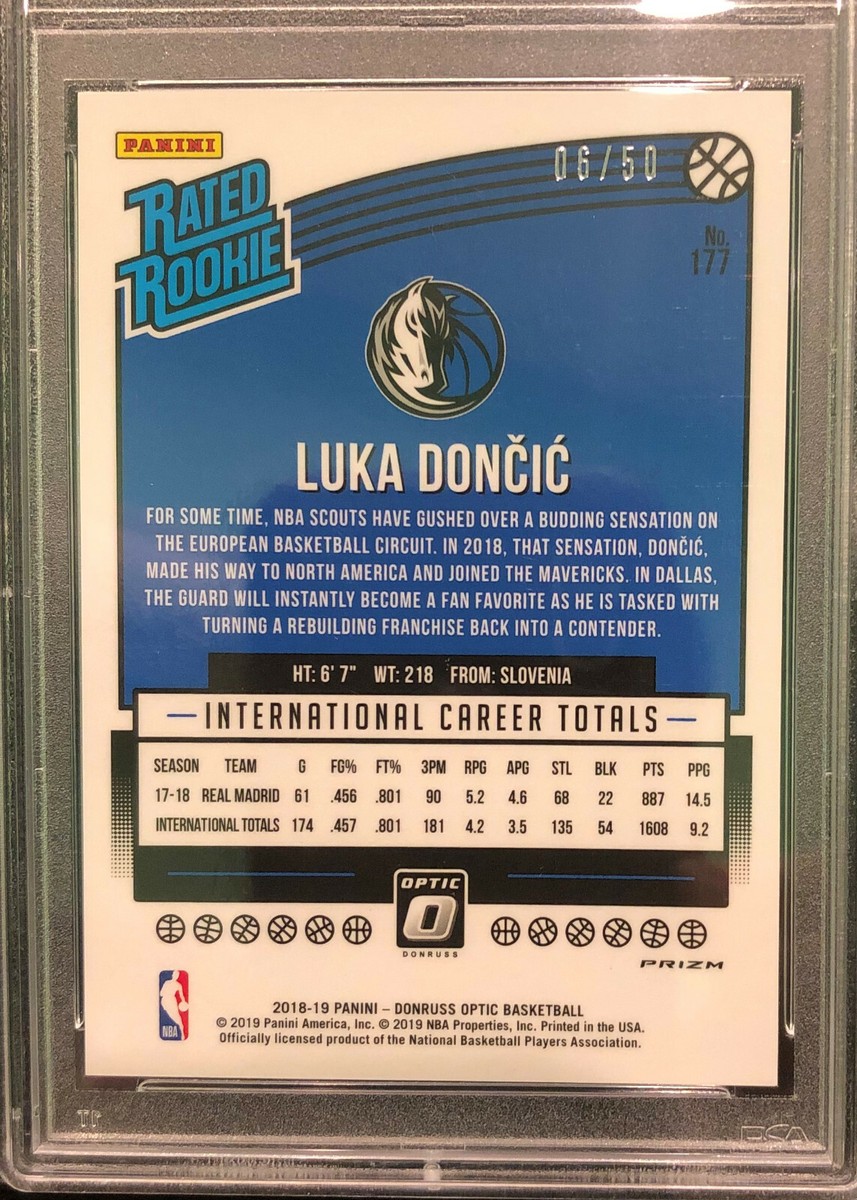 PANINI
RATED
ROOKIE
06/50
No.
177
LUKA DONČIĆ
FOR SOME TIME, NBA SCOUTS HAVE GUSHED OVER A BUDDING SENSATION ON
THE EUROPEAN BASKETBALL CIRCUIT. IN 2018, THAT SENSATION, DONČIĆ,
MADE HIS WAY TO NORTH AMERICA AND JOINED THE MAVERICKS. IN DALLAS,
THE GUARD WILL INSTANTLY BECOME A FAN FAVORITE AS HE IS TASKED WITH
TURNING A REBUILDING FRANCHISE BACK INTO A CONTENDER.
HT: 6' 7" WT: 218 FROM: SLOVENIA
INTERNATIONAL CAREER TOTALS
SEASON TEAM G FG% FT% 3PM RPG APG STL BLK PTS PPG
17-18 REAL MADRID 61 .456 .801 90 5.2 4.6 68 22 887 14.5
INTERNATIONAL TOTALS 174 .457 .801 181 4.2 3.5 135 54 1608 9.2
OPTIC
O
DONRUSS
PRIZM
NBA
2018-19 PANINI – DONRUSS OPTIC BASKETBALL
© 2019 Panini America, Inc. © 2019 NBA Properties, Inc. Printed in the USA.
Officially licensed product of the National Basketball Players Association.
PSA